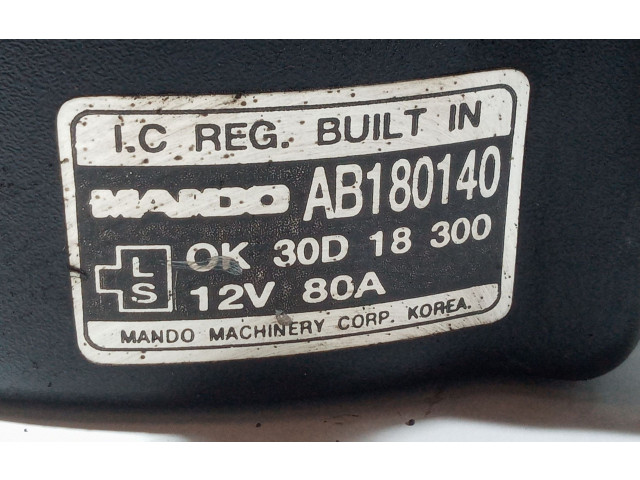 I.C REG. BUILT IN
MANDO AB180140
OK 30D 18 300
L
S
12V 80A
MANDO MACHINERY CORP. KOREA.